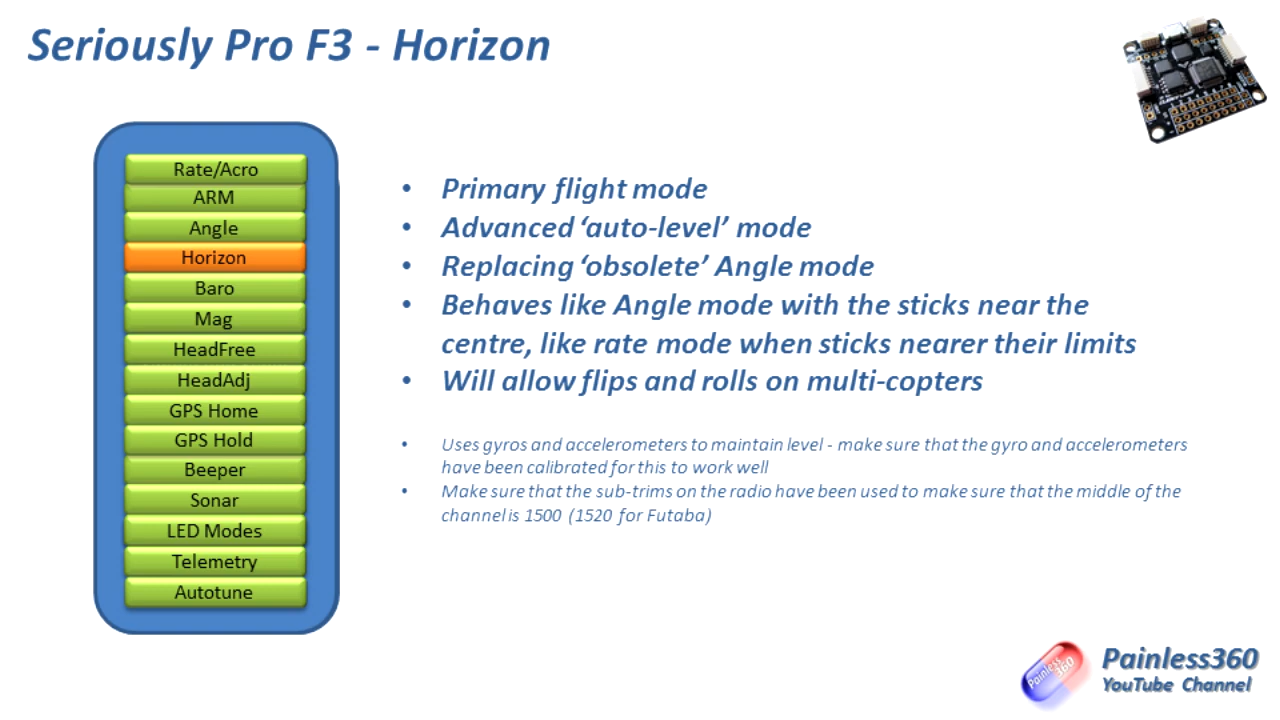 Seriously Pro F3 - Horizon
Rate/Acro
ARM
Angle
Horizon
Baro
Mag
HeadFree
HeadAdj
GPS Home
GPS Hold
Beeper
Sonar
LED Modes
Telemetry
Autotune
• Primary flight mode
• Advanced ‘auto-level’ mode
• Replacing ‘obsolete’ Angle mode
• Behaves like Angle mode with the sticks near the
centre, like rate mode when sticks nearer their limits
• Will allow flips and rolls on multi-copters
• Uses gyros and accelerometers to maintain level - make sure that the gyro and accelerometers
have been calibrated for this to work well
• Make sure that the sub-trims on the radio have been used to make sure that the middle of the
channel is 1500 (1520 for Futaba)
Painless
360
Painless360
YouTube Channel